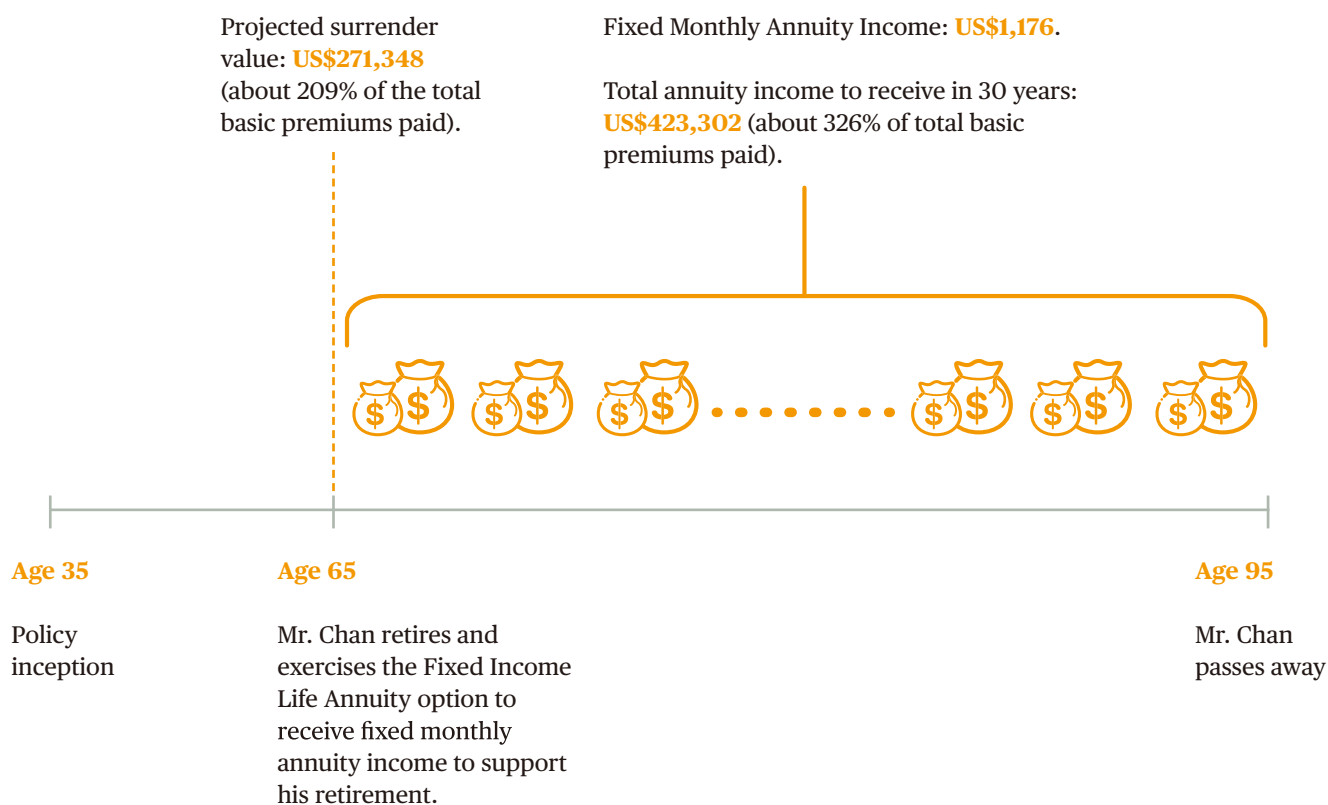 Projected surrender
value: US$271,348
(about 209% of the total
basic premiums paid).
Fixed Monthly Annuity Income: US$1,176.
Total annuity income to receive in 30 years:
US$423,302 (about 326% of total basic
premiums paid).
$ $ $ $ $ $ $ $ $ $ $ $
Age 35
Policy
inception
Age 65
Mr. Chan retires and
exercises the Fixed Income
Life Annuity option to
receive fixed monthly
annuity income to support
his retirement.
Age 95
Mr. Chan
passes away